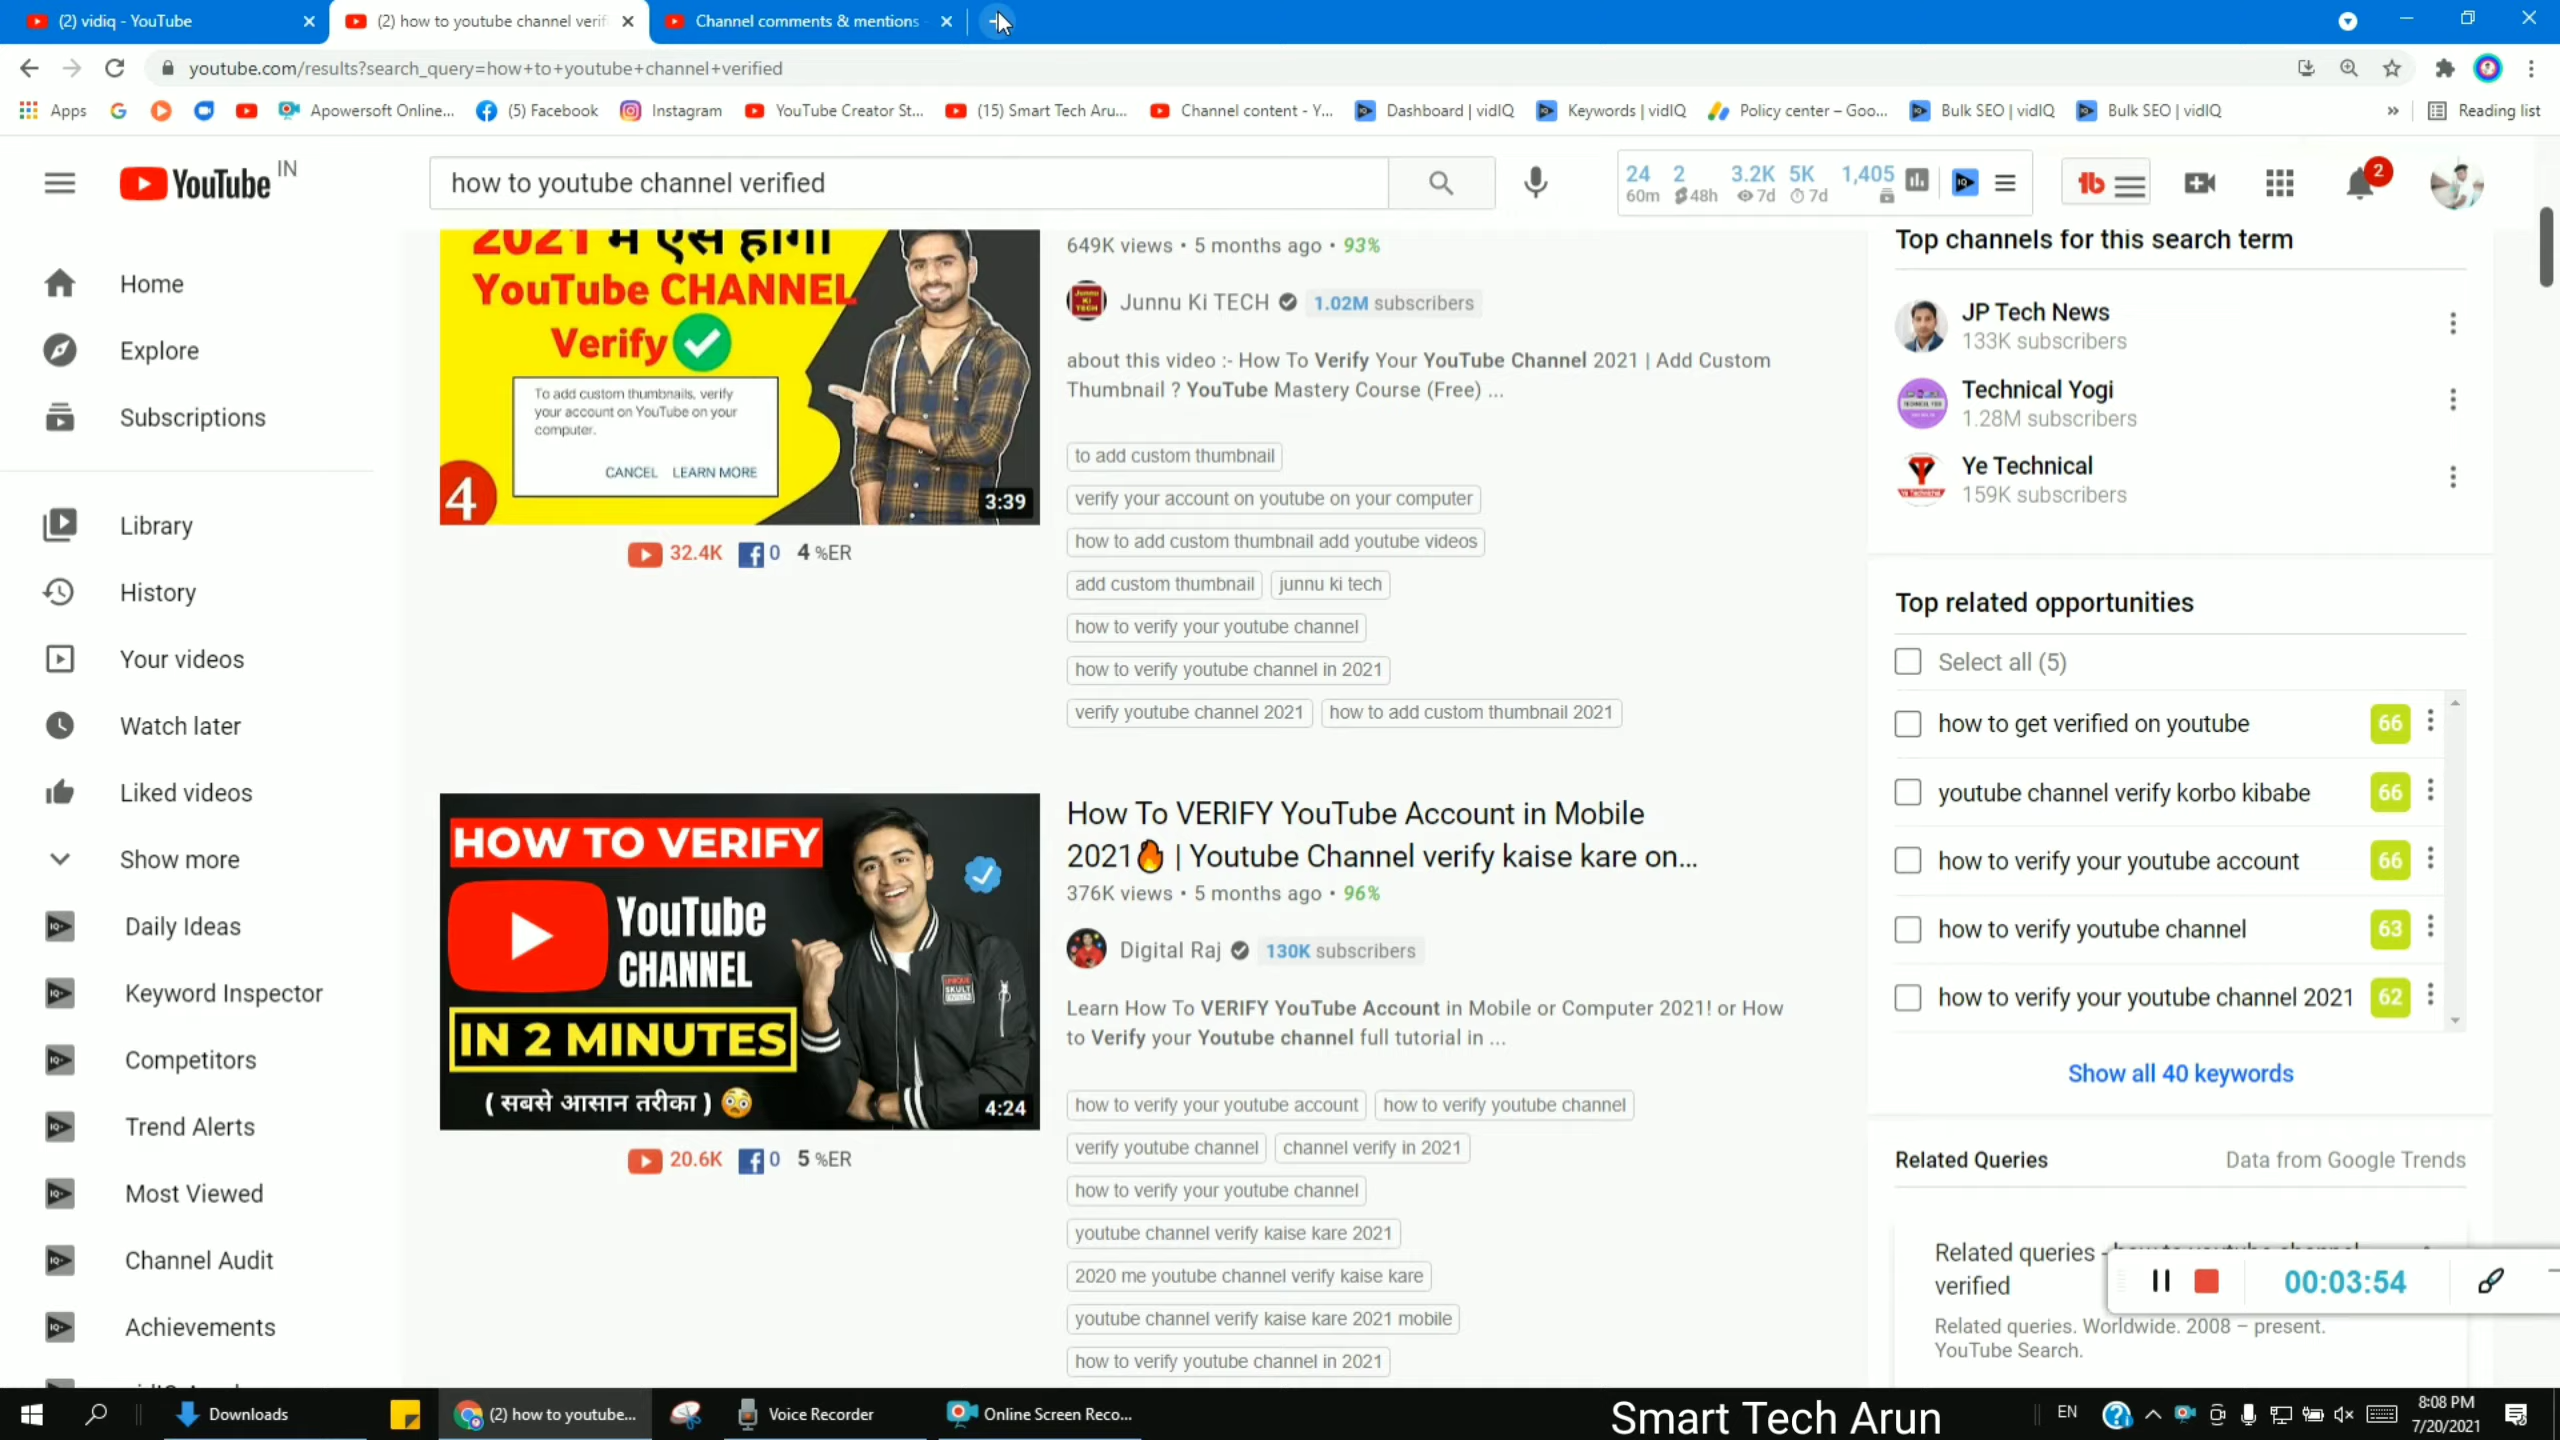 (2) vidiq - YouTube
(2) how to youtube channel verifi
Channel comments & mentions
youtube.com/results?search_query=how+to+youtube+channel+verified
Apps
Apowersoft Online...
(5) Facebook
Instagram
YouTube Creator St...
(15) Smart Tech Aru...
Channel content - Y...
Dashboard | vidIQ
Keywords | vidIQ
Policy center – Goo...
Bulk SEO | vidIQ
Bulk SEO | vidIQ
»
Reading list
YouTube IN
how to youtube channel verified
24 2 3.2K 5K 1,405
60m 48h 7d 7d
2
Home
Explore
Subscriptions
Library
History
Your videos
Watch later
Liked videos
Show more
Daily Ideas
Keyword Inspector
Competitors
Trend Alerts
Most Viewed
Channel Audit
Achievements
2021 में ऐसे होगा
YouTube CHANNEL
Verify
To add custom thumbnails, verify
your account on YouTube on your
computer.
CANCEL LEARN MORE
4
3:39
32.4K 0 4 %ER
649K views • 5 months ago • 93%
Junnu Ki TECH 1.02M subscribers
about this video :- How To Verify Your YouTube Channel 2021 | Add Custom
Thumbnail ? YouTube Mastery Course (Free) ...
to add custom thumbnail
verify your account on youtube on your computer
how to add custom thumbnail add youtube videos
add custom thumbnail junnu ki tech
how to verify your youtube channel
how to verify youtube channel in 2021
verify youtube channel 2021 how to add custom thumbnail 2021
HOW TO VERIFY
YouTube
CHANNEL
IN 2 MINUTES
( सबसे आसान तरीका )
4:24
20.6K 0 5 %ER
How To VERIFY YouTube Account in Mobile
2021🔥 | Youtube Channel verify kaise kare on...
376K views • 5 months ago • 96%
Digital Raj 130K subscribers
Learn How To VERIFY YouTube Account in Mobile or Computer 2021! or How
to Verify your Youtube channel full tutorial in ...
how to verify your youtube account how to verify youtube channel
verify youtube channel channel verify in 2021
how to verify your youtube channel
youtube channel verify kaise kare 2021
2020 me youtube channel verify kaise kare
youtube channel verify kaise kare 2021 mobile
how to verify youtube channel in 2021
Top channels for this search term
JP Tech News
133K subscribers
Technical Yogi
1.28M subscribers
Ye Technical
159K subscribers
Top related opportunities
Select all (5)
how to get verified on youtube 66
youtube channel verify korbo kibabe 66
how to verify your youtube account 66
how to verify youtube channel 63
how to verify your youtube channel 2021 62
Show all 40 keywords
Related Queries Data from Google Trends
Related queries -
verified
Related queries. Worldwide. 2008 – present.
YouTube Search.
00:03:54
Downloads
(2) how to youtube...
Voice Recorder
Online Screen Reco...
Smart Tech Arun
EN
8:08 PM
7/20/2021